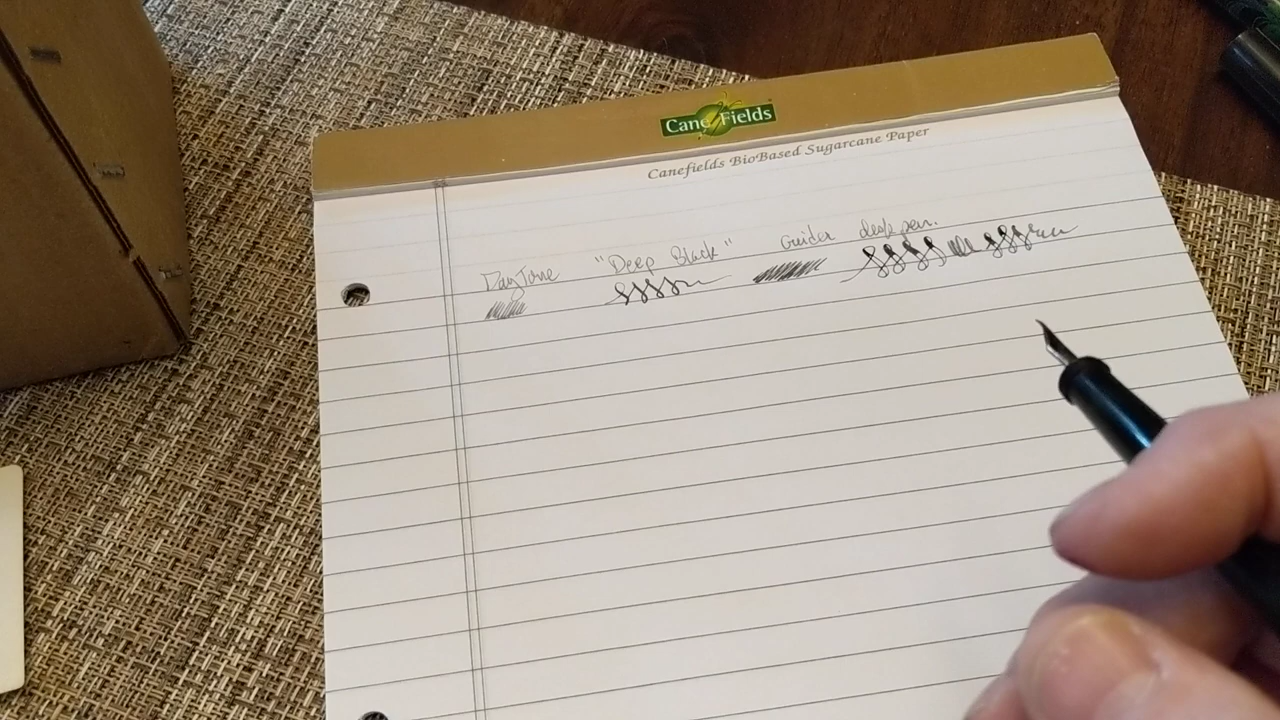 Cane Fields
Canefields BioBased Sugarcane Paper
Daytone "Deep Black" Guider desk pen.